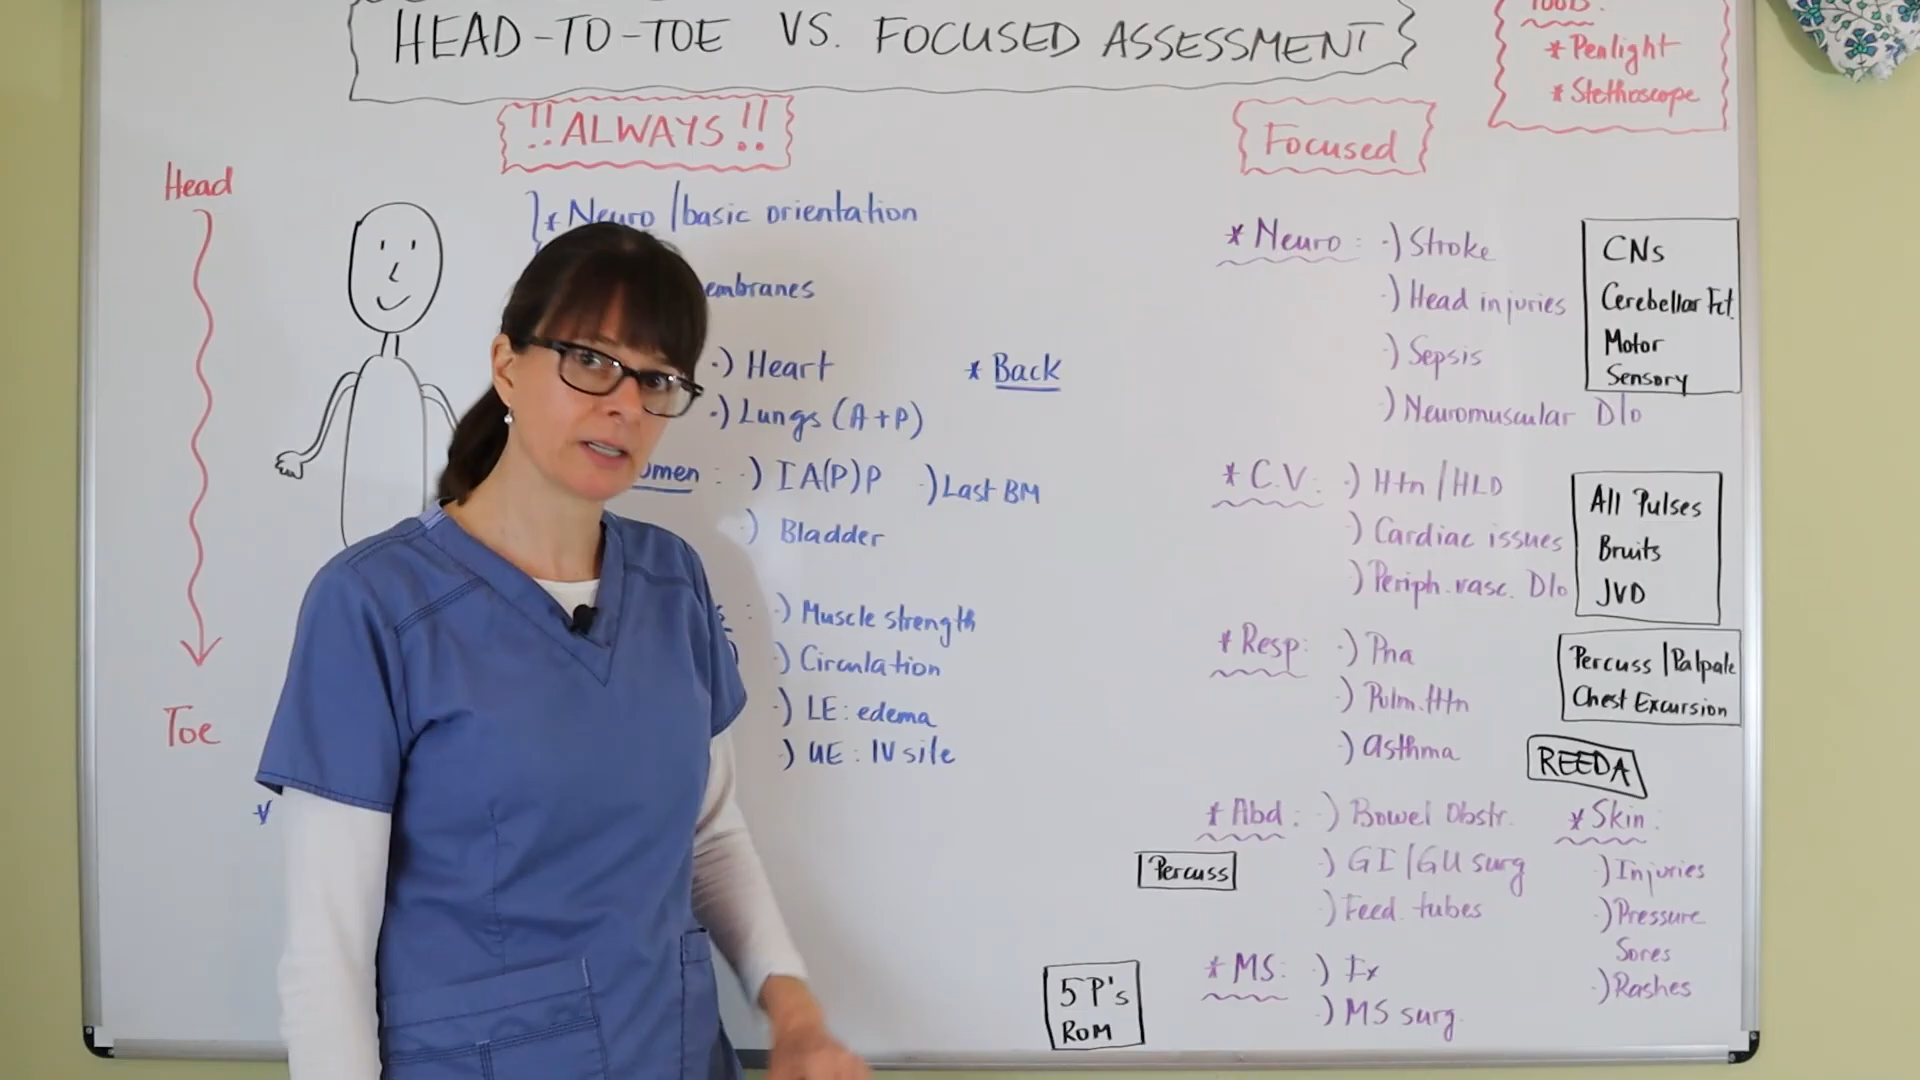 HEAD-TO-TOE VS. FOCUSED ASSESSMENT
TOOLS:
* Penlight
* Stethoscope
!! ALWAYS !!
Head
Toe
* Neuro / basic orientation
embranes
·) Heart
·) Lungs (A+P)
* Back
omen : ·) IA(P)P ·) Last BM
·) Bladder
s : ·) Muscle strength
·) Circulation
·) LE: edema
·) UE: IV site
Focused
* Neuro: ·) Stroke
·) Head injuries
·) Sepsis
·) Neuromuscular D/o
CNs
Cerebellar Fct.
Motor
Sensory
* C.V.: ·) Htn / HLD
·) Cardiac issues
·) Periph. vasc. D/o
All Pulses
Bruits
JVD
* Resp: ·) Pna
·) Pulm. Htn
·) Asthma
Percuss / Palpate
Chest Excursion
REEDA
* Abd: ·) Bowel Obstr.
·) GI / GU surg
·) Feed. tubes
Percuss
* Skin:
·) Injuries
·) Pressure
Sores
·) Rashes
* MS: ·) Fx
·) MS surg.
5 P's
ROM